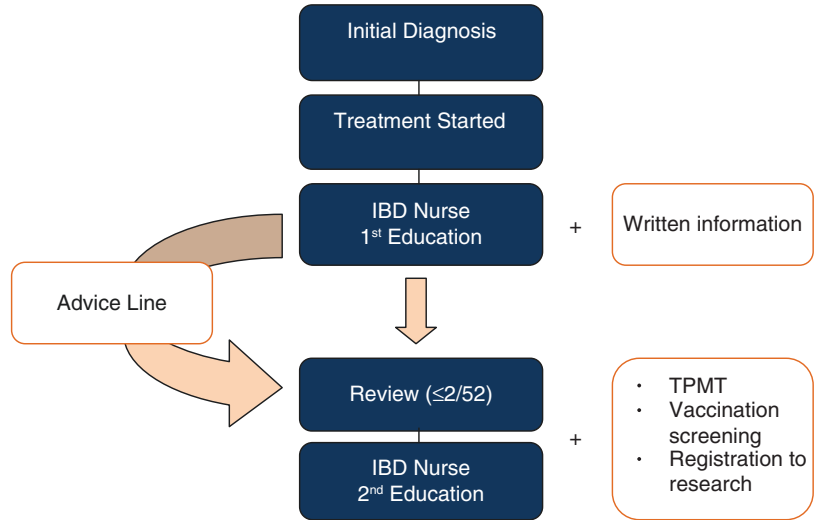 Initial Diagnosis
Treatment Started
IBD Nurse
1st Education
+
Written information
Advice Line
Review (≤2/52)
IBD Nurse
2nd Education
+
· TPMT
· Vaccination
screening
· Registration to
research